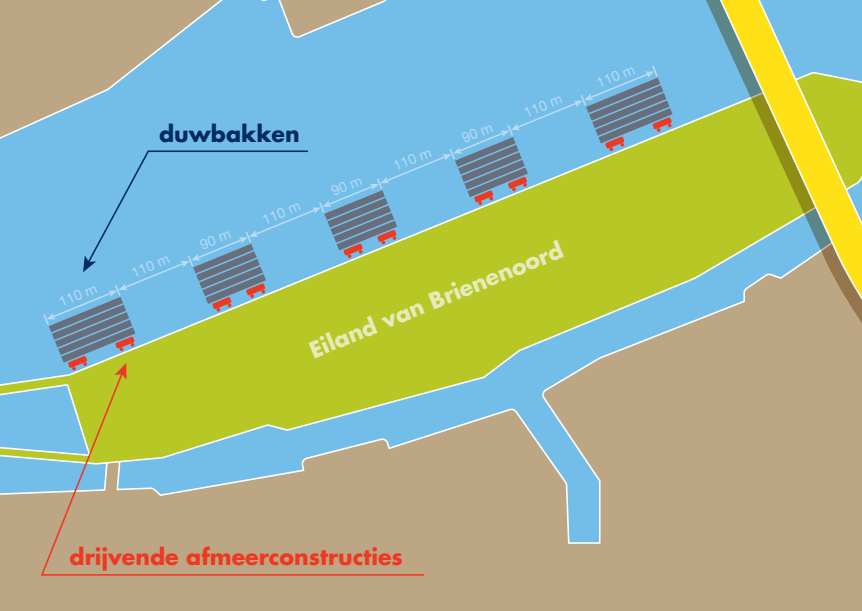 110 m
110 m
90 m
110 m
90 m
110 m
90 m
110 m
110 m
duwbakken
Eiland van Brienenoord
drijvende afmeerconstructies